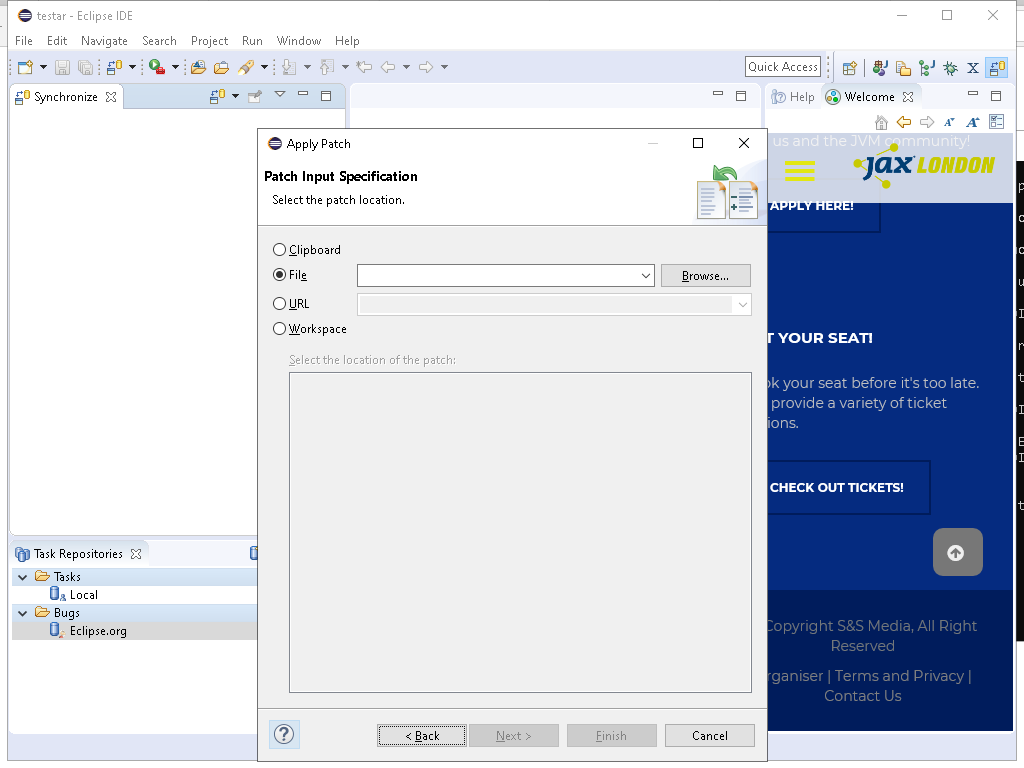 testar - Eclipse IDE
File Edit Navigate Search Project Run Window Help
Quick Access
Synchronize
Help Welcome
us and the JVM community!
JAX LONDON
APPLY HERE!
Apply Patch
Patch Input Specification
Select the patch location.
Clipboard
File
Browse...
URL
Workspace
Select the location of the patch:
T YOUR SEAT!
ok your seat before it's too late.
provide a variety of ticket
ions.
CHECK OUT TICKETS!
Task Repositories
Tasks
Local
Bugs
Eclipse.org
Copyright S&S Media, All Right
Reserved
rganiser | Terms and Privacy |
Contact Us
< Back Next > Finish Cancel